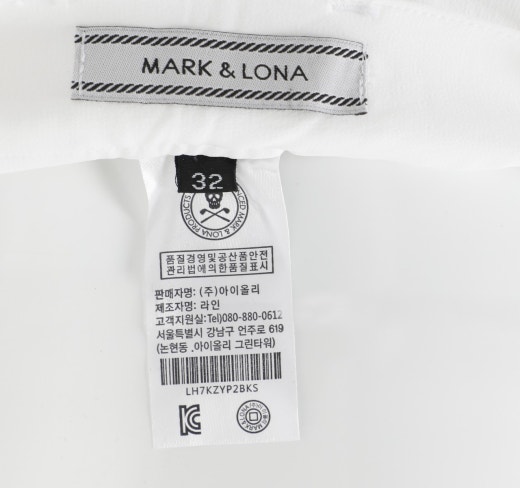 MARK & LONA
32
품질경영및공산품안전
관리법에의한품질표시
판매자명: (주)아이올리
제조자명: 라인
고객지원실:Tel)080-880-0612
서울특별시 강남구 언주로 619
(논현동 .아이올리 그린타워)
LH7KZYP2BKS